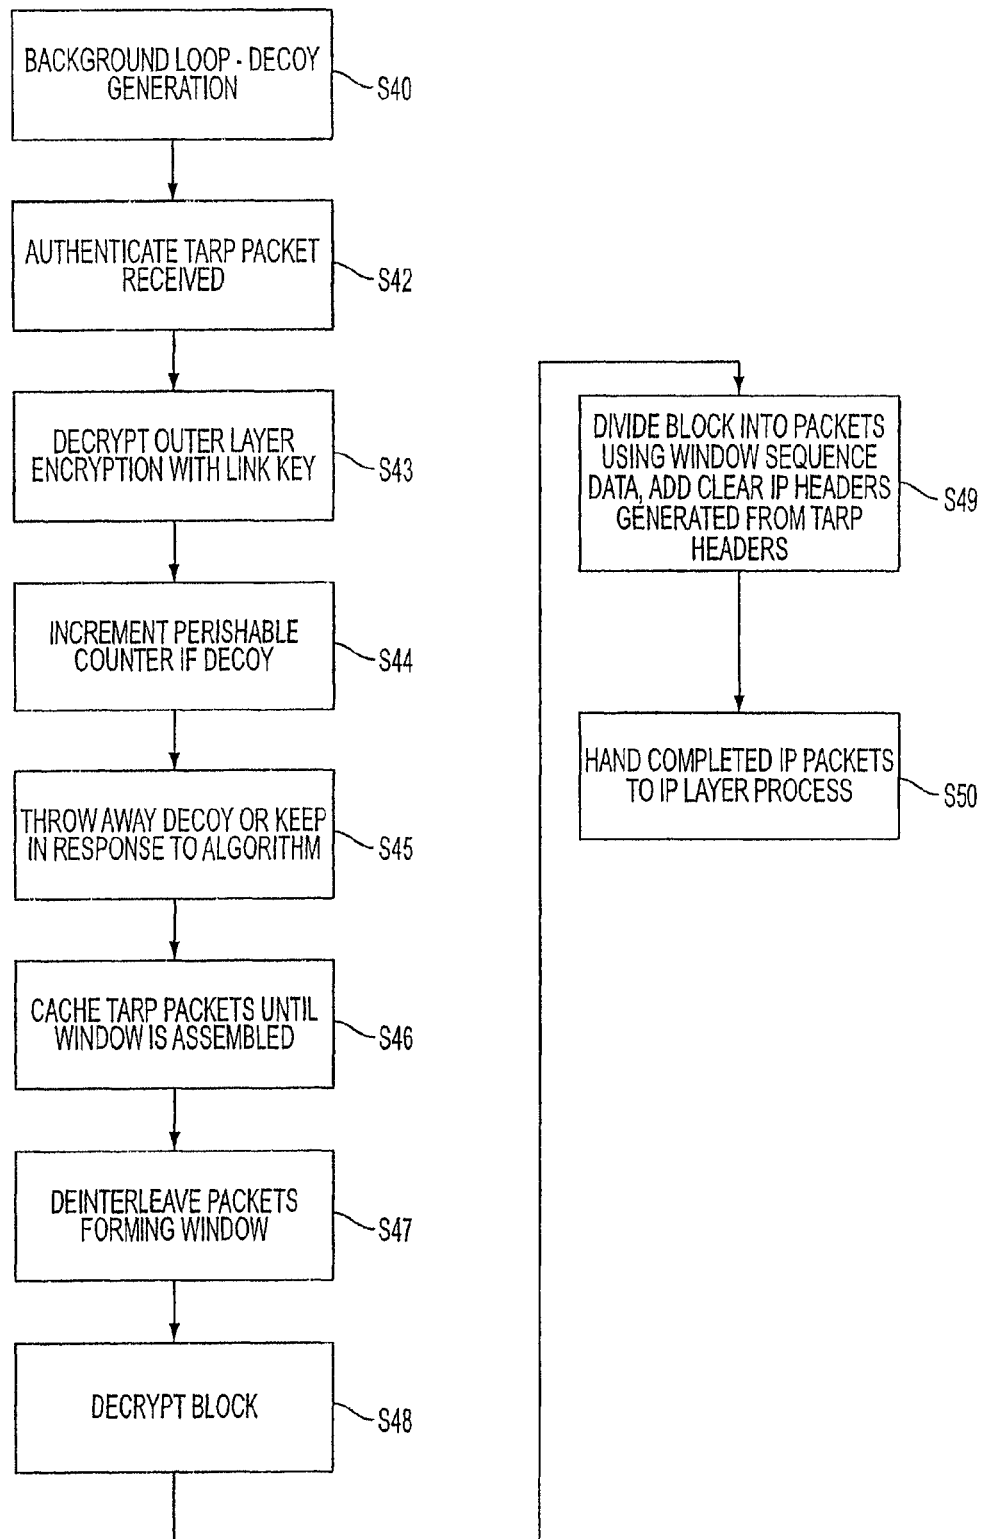 BACKGROUND LOOP - DECOY
GENERATION
S40
AUTHENTICATE TARP PACKET
RECEIVED
S42
DECRYPT OUTER LAYER
ENCRYPTION WITH LINK KEY
S43
INCREMENT PERISHABLE
COUNTER IF DECOY
S44
THROW AWAY DECOY OR KEEP
IN RESPONSE TO ALGORITHM
S45
CACHE TARP PACKETS UNTIL
WINDOW IS ASSEMBLED
S46
DEINTERLEAVE PACKETS
FORMING WINDOW
S47
DECRYPT BLOCK
S48
DIVIDE BLOCK INTO PACKETS
USING WINDOW SEQUENCE
DATA, ADD CLEAR IP HEADERS
GENERATED FROM TARP
HEADERS
S49
HAND COMPLETED IP PACKETS
TO IP LAYER PROCESS
S50